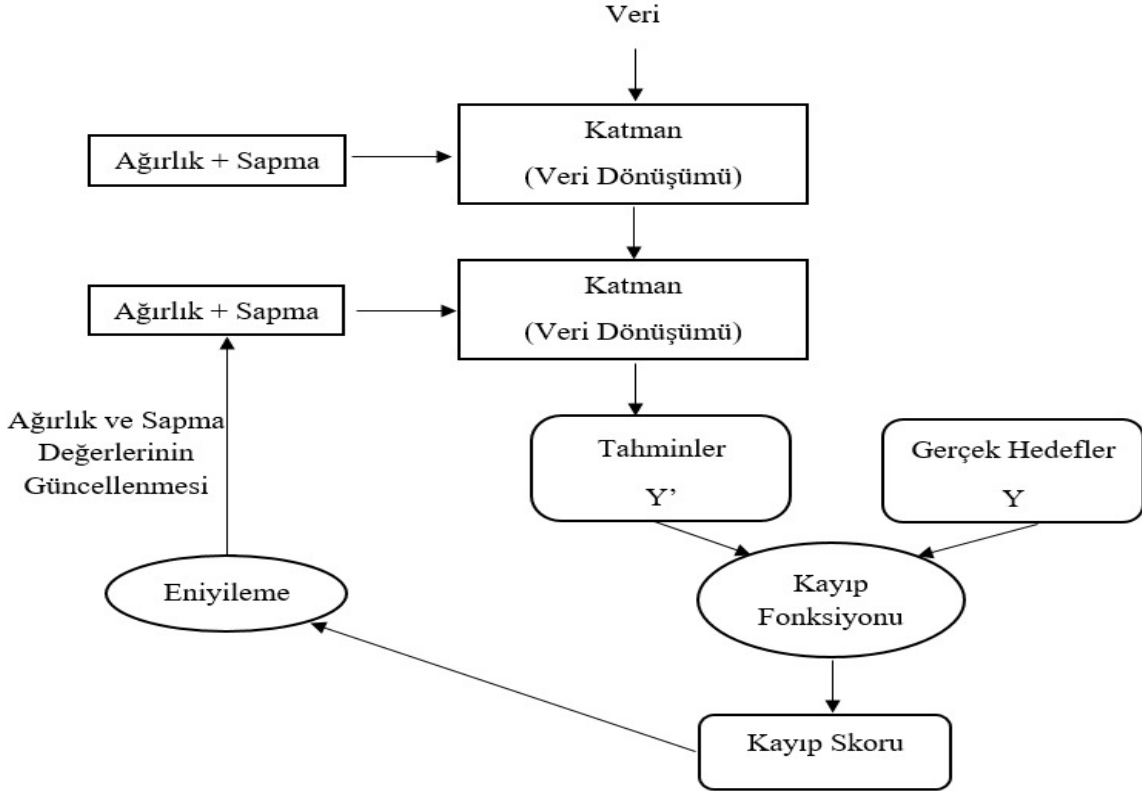 Veri
Ağırlık + Sapma
Katman
(Veri Dönüşümü)
Ağırlık + Sapma
Katman
(Veri Dönüşümü)
Ağırlık ve Sapma
Değerlerinin
Güncellenmesi
Tahminler
Y’
Gerçek Hedefler
Y
Eniyileme
Kayıp
Fonksiyonu
Kayıp Skoru